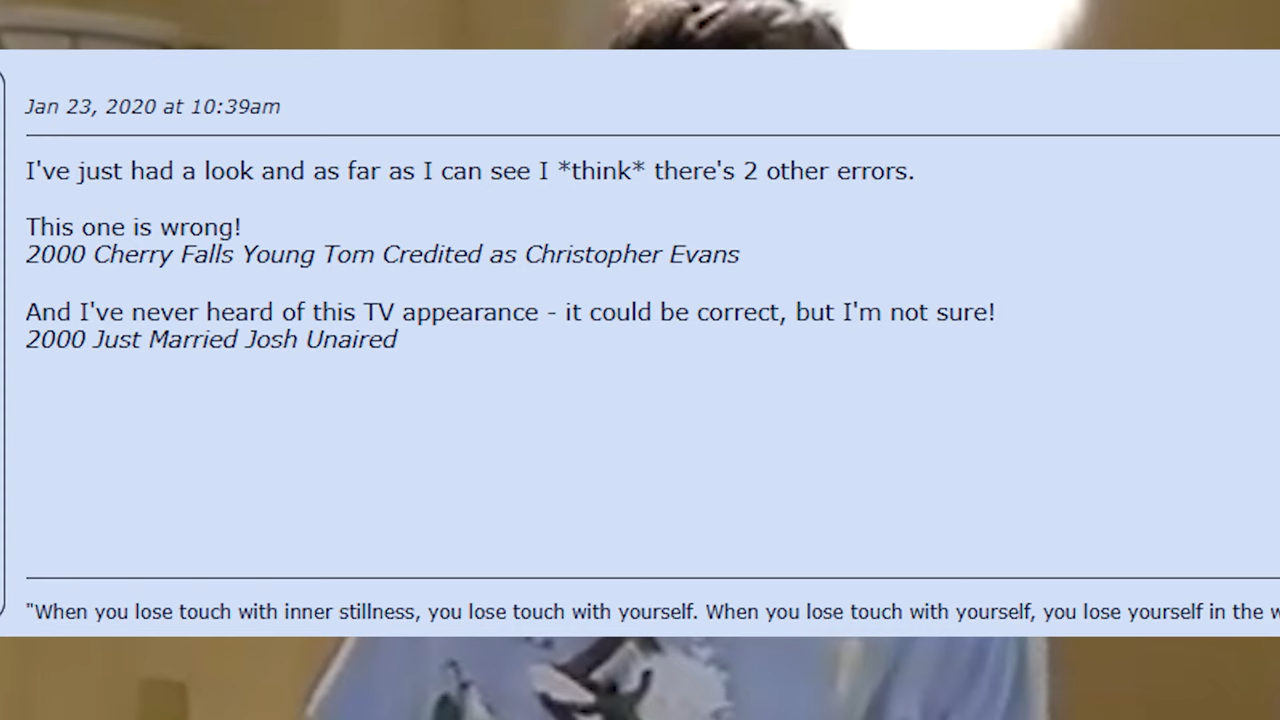 Jan 23, 2020 at 10:39am
I've just had a look and as far as I can see I *think* there's 2 other errors.
This one is wrong!
2000 Cherry Falls Young Tom Credited as Christopher Evans
And I've never heard of this TV appearance - it could be correct, but I'm not sure!
2000 Just Married Josh Unaired
"When you lose touch with inner stillness, you lose touch with yourself. When you lose touch with yourself, you lose yourself in the